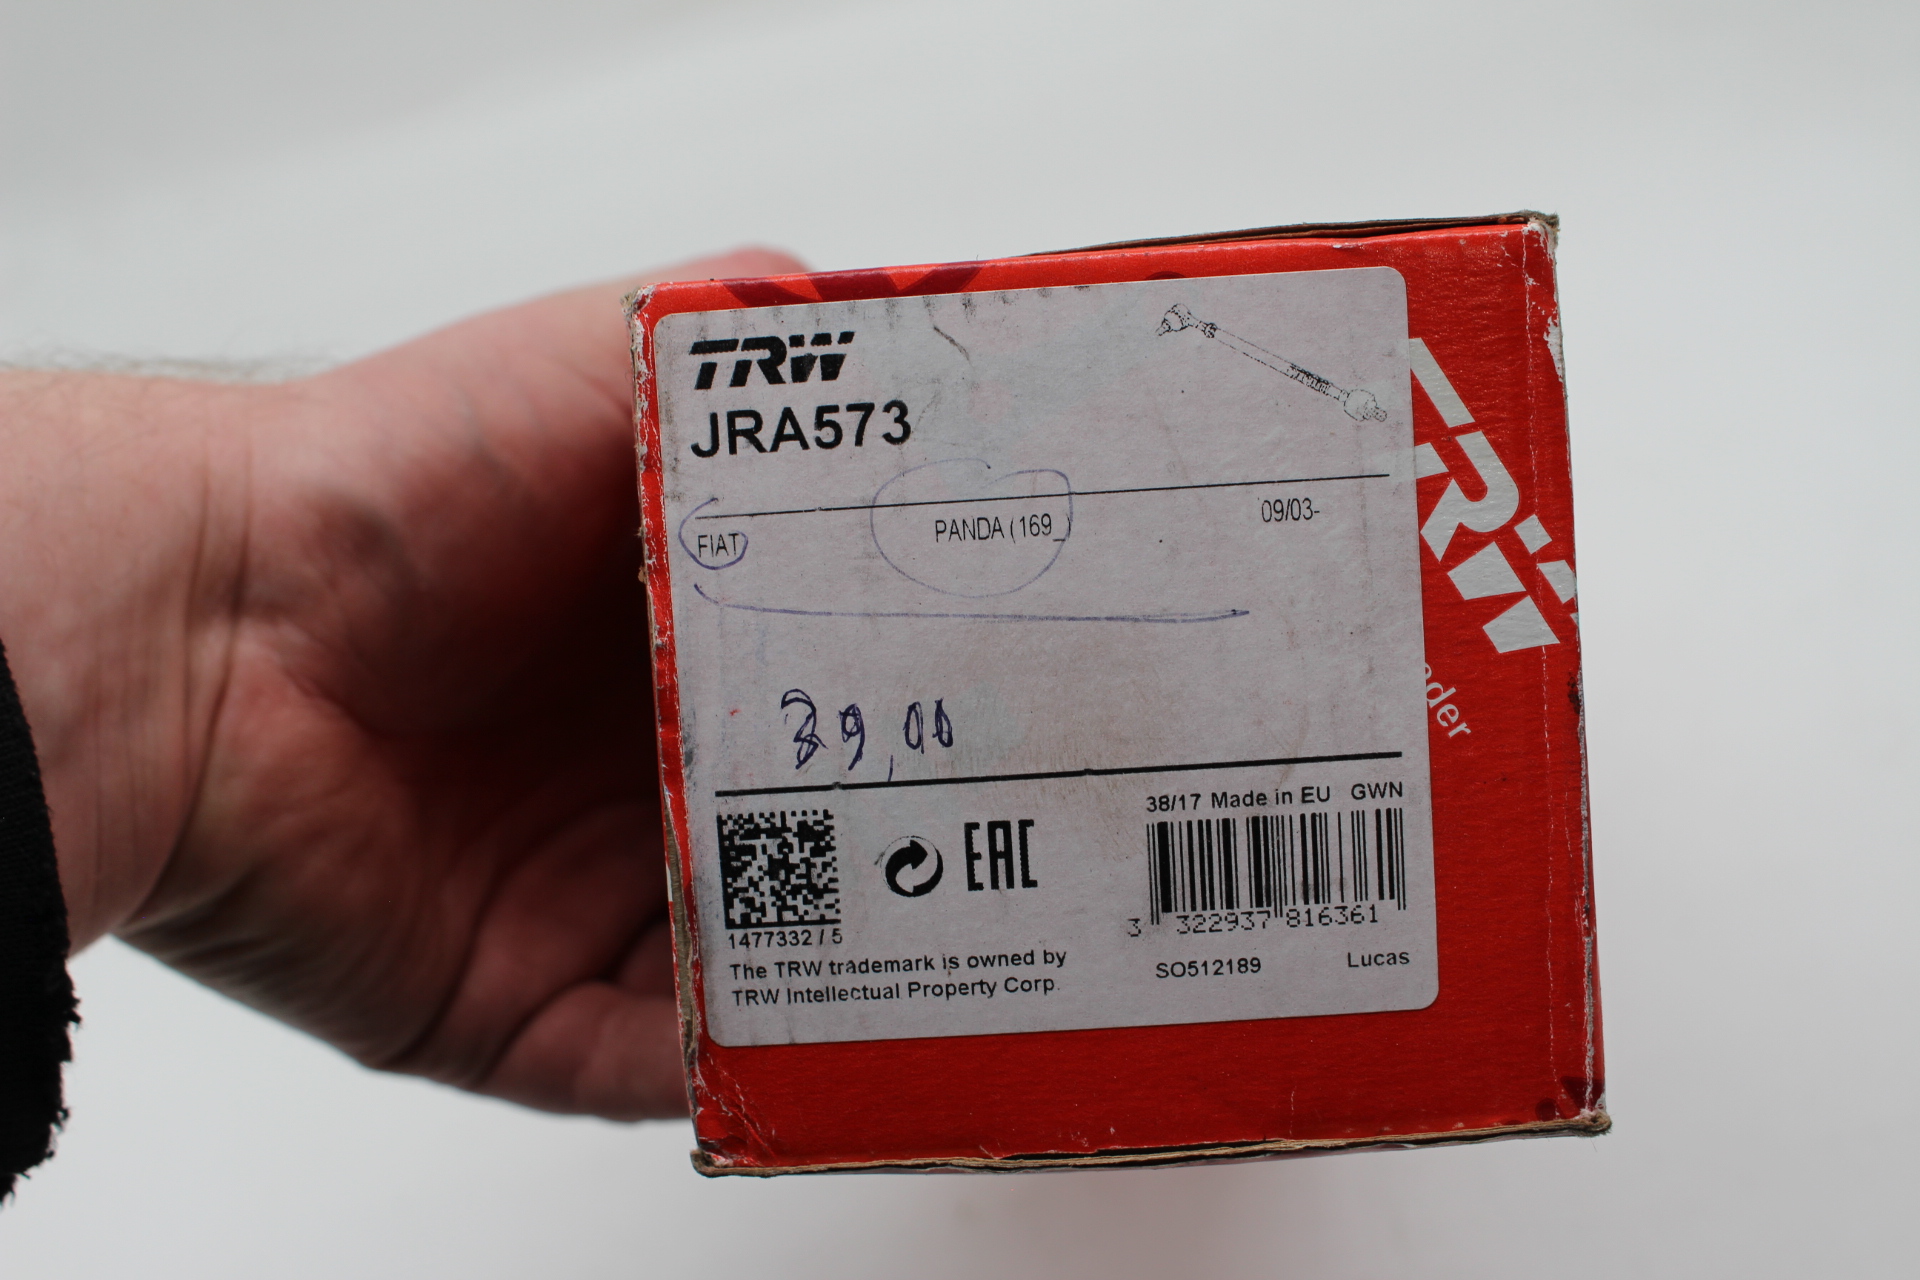 TRW
JRA573
FIAT PANDA (169_) 09/03-
39,00
38/17 Made in EU GWN
EAC
3 322937 816361
1477332 / 5
The TRW trademark is owned by
TRW Intellectual Property Corp.
SO512189 Lucas
TRW